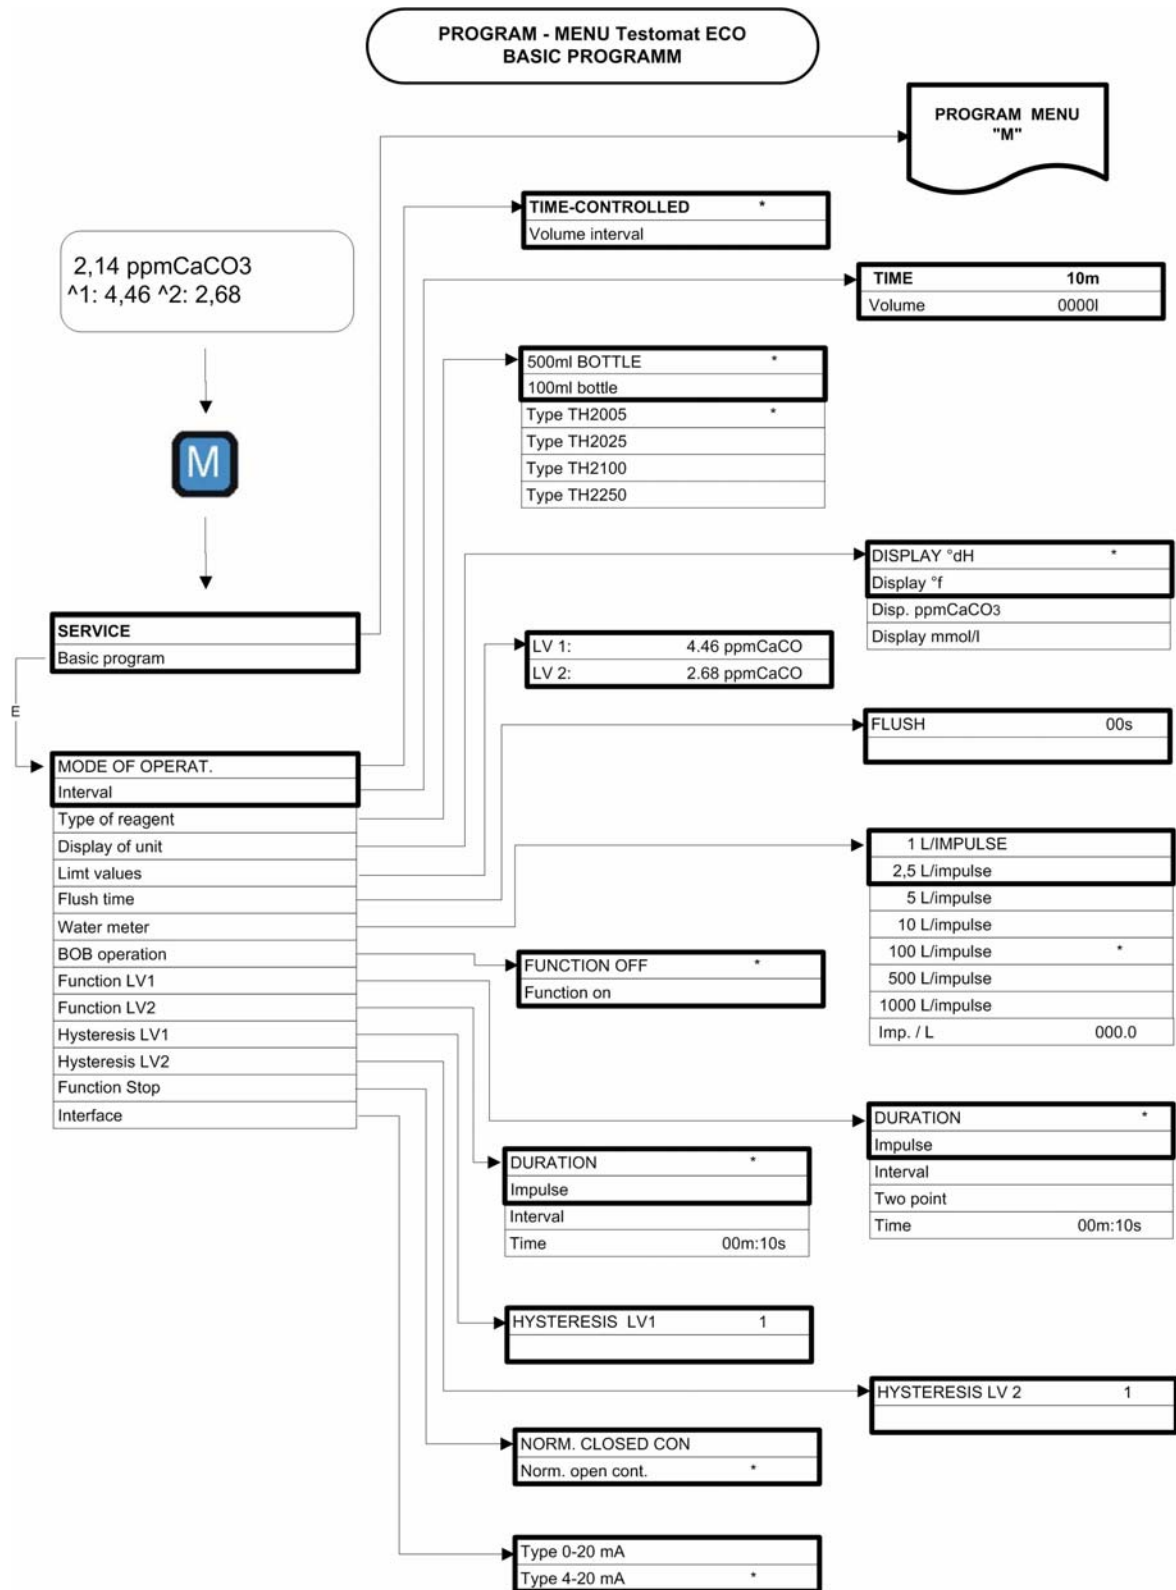 PROGRAM - MENU Testomat ECO
BASIC PROGRAMM
PROGRAM MENU
"M"
TIME-CONTROLLED *
Volume interval
2,14 ppmCaCO3
^1: 4,46 ^2: 2,68
TIME 10m
Volume 0000l
500ml BOTTLE *
100ml bottle
Type TH2005 *
Type TH2025
Type TH2100
Type TH2250
M
DISPLAY °dH *
Display °f
Disp. ppmCaCO3
Display mmol/l
SERVICE
Basic program
LV 1: 4.46 ppmCaCO
LV 2: 2.68 ppmCaCO
E
FLUSH 00s
MODE OF OPERAT.
Interval
Type of reagent
Display of unit
Limt values
Flush time
Water meter
BOB operation
Function LV1
Function LV2
Hysteresis LV1
Hysteresis LV2
Function Stop
Interface
1 L/IMPULSE
2,5 L/impulse
5 L/impulse
10 L/impulse
100 L/impulse *
500 L/impulse
1000 L/impulse
Imp. / L 000.0
FUNCTION OFF *
Function on
DURATION *
Impulse
Interval
Two point
Time 00m:10s
DURATION *
Impulse
Interval
Time 00m:10s
HYSTERESIS LV1 1
HYSTERESIS LV 2 1
NORM. CLOSED CON
Norm. open cont. *
Type 0-20 mA
Type 4-20 mA *